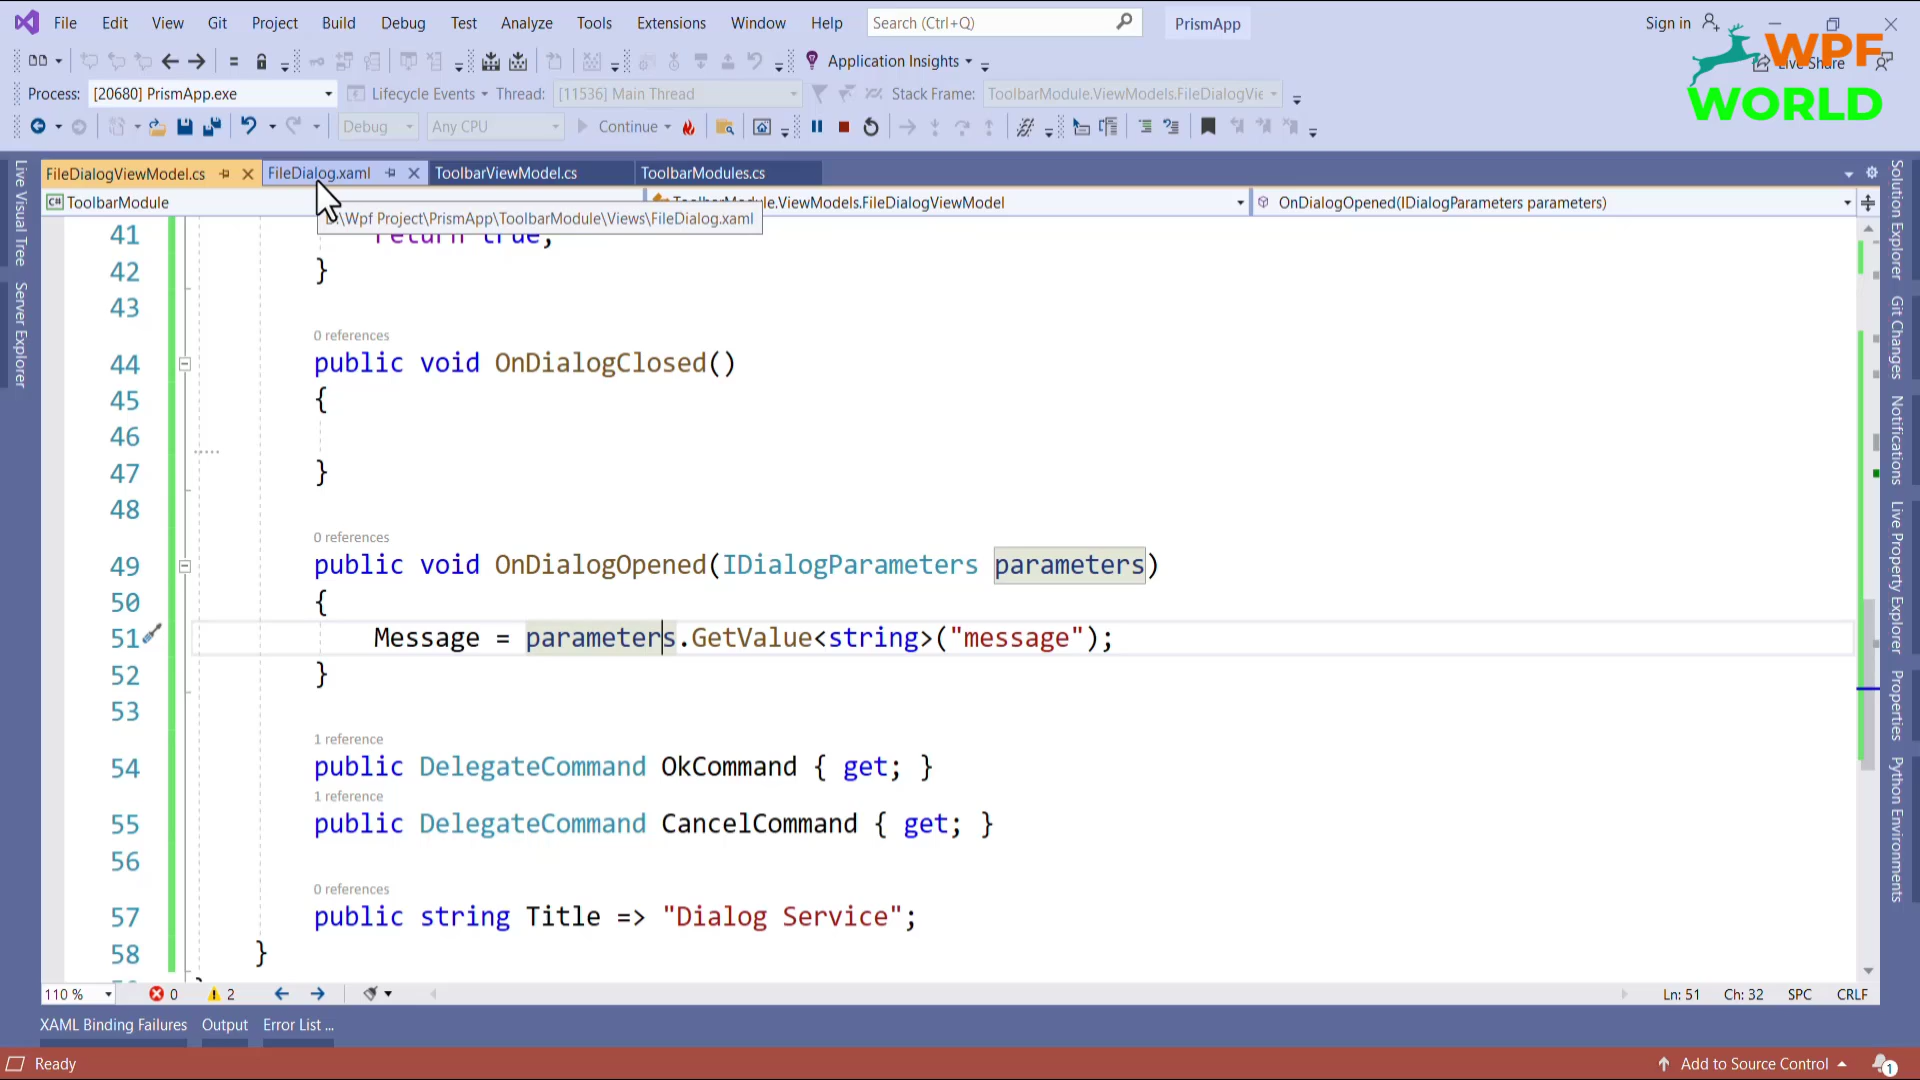 File Edit View Git Project Build Debug Test Analyze Tools Extensions Window Help Search (Ctrl+Q) PrismApp Sign in
WPF
WORLD
Application Insights
Live Share
Process: [20680] PrismApp.exe Lifecycle Events Thread: [11536] Main Thread Stack Frame: ToolbarModule.ViewModels.FileDialogVie
Debug Any CPU Continue
FileDialogViewModel.cs FileDialog.xaml ToolbarViewModel.cs ToolbarModules.cs
ToolbarModule .ViewModels.FileDialogViewModel OnDialogOpened(IDialogParameters parameters)
:\Wpf Project\PrismApp\ToolbarModule\Views\FileDialog.xaml
41 return true;
42 }
43
0 references
44 public void OnDialogClosed()
45 {
46
47 }
48
0 references
49 public void OnDialogOpened(IDialogParameters parameters)
50 {
51 Message = parameters.GetValue<string>("message");
52 }
53
1 reference
54 public DelegateCommand OkCommand { get; }
1 reference
55 public DelegateCommand CancelCommand { get; }
56
0 references
57 public string Title => "Dialog Service";
58 }
110 % 0 2 Ln: 51 Ch: 32 SPC CRLF
XAML Binding Failures Output Error List ...
Ready Add to Source Control 1
Live Visual Tree
Server Explorer
Solution Explorer
Git Changes
Notifications
Live Property Explorer
Properties
Python Environments